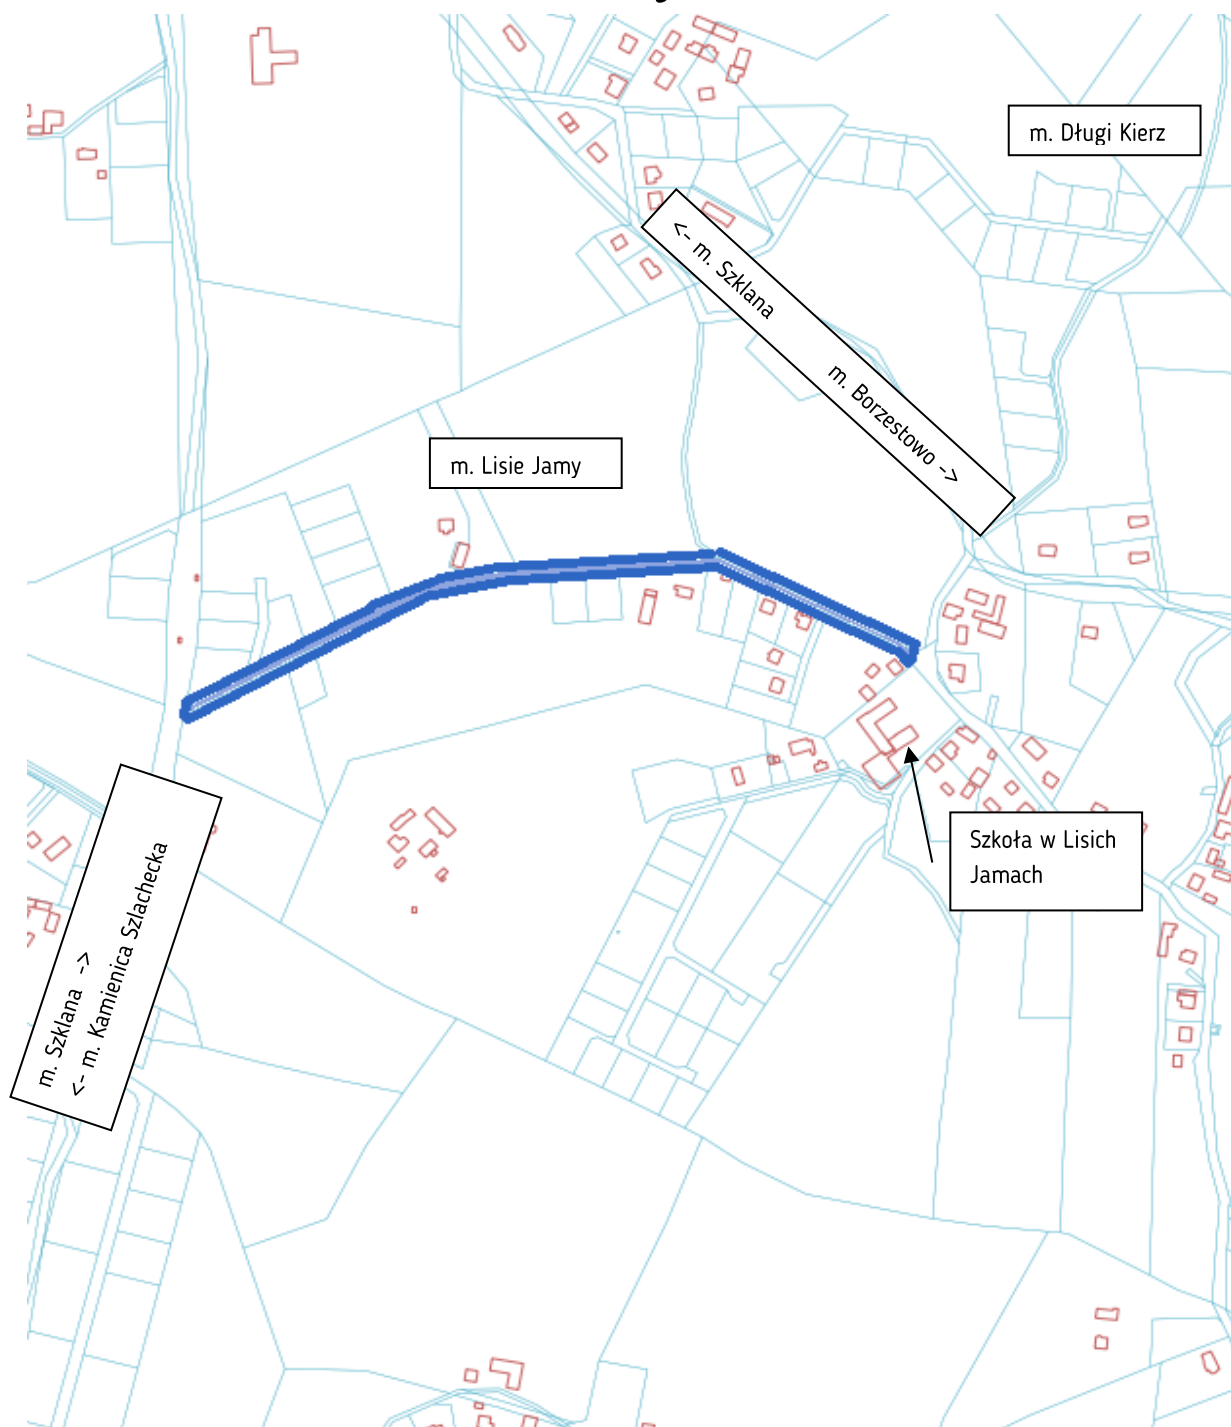 m. Długi Kierz
<- m. Szklana m. Borzestowo ->
m. Lisie Jamy
Szkoła w Lisich
Jamach
m. Szklana ->
<- m. Kamienica Szlachecka